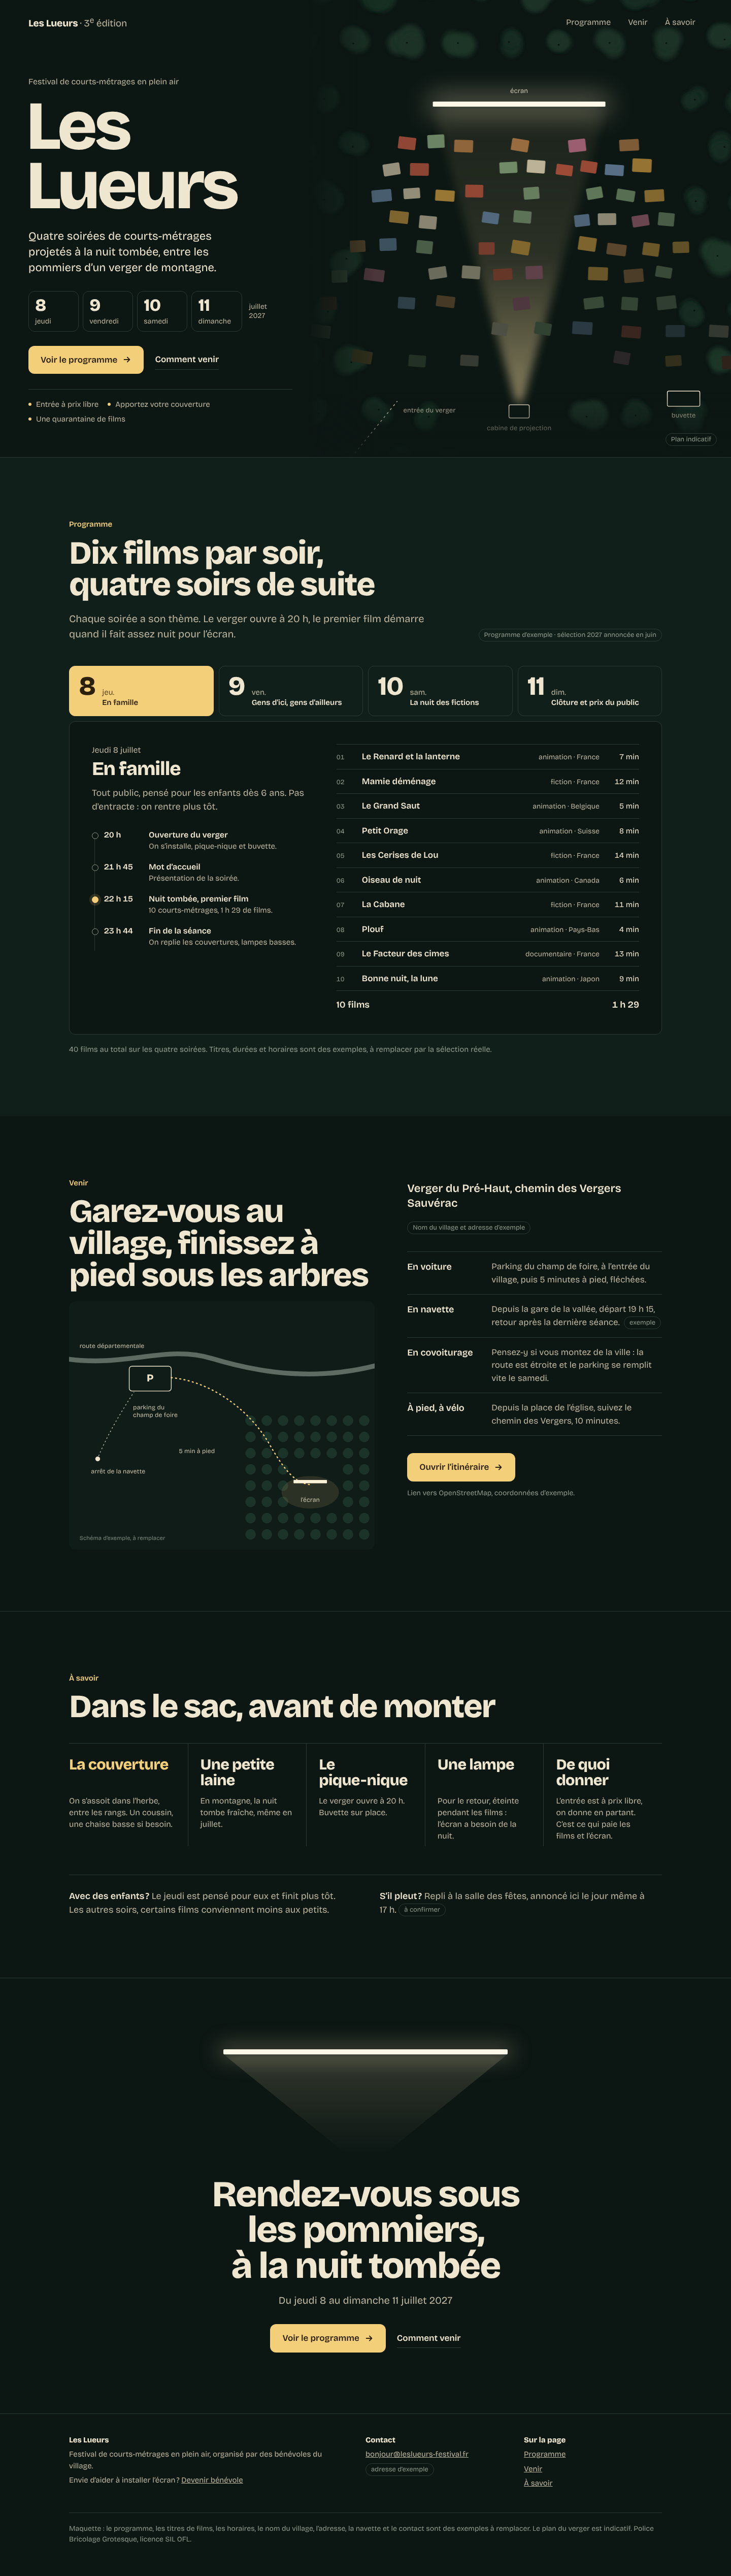 Les Lueurs · 3e édition
Programme
Venir
À savoir
Festival de courts-métrages en plein air
Les
Lueurs
Quatre soirées de courts-métrages
projetés à la nuit tombée, entre les
pommiers d'un verger de montagne.
8
jeudi
9
vendredi
10
samedi
11
dimanche
juillet
2027
Voir le programme →
Comment venir
Entrée à prix libre
Apportez votre couverture
Une quarantaine de films
écran
entrée du verger
cabine de projection
buvette
Plan indicatif
Programme
Dix films par soir,
quatre soirs de suite
Chaque soirée a son thème. Le verger ouvre à 20 h, le premier film démarre
quand il fait assez nuit pour l'écran.
Programme d'exemple · sélection 2027 annoncée en juin
8 jeu.
En famille
9 ven.
Gens d'ici, gens d'ailleurs
10 sam.
La nuit des fictions
11 dim.
Clôture et prix du public
Jeudi 8 juillet
En famille
Tout public, pensé pour les enfants dès 6 ans. Pas
d'entracte : on rentre plus tôt.
20 h Ouverture du verger
On s'installe, pique-nique et buvette.
21 h 45 Mot d'accueil
Présentation de la soirée.
22 h 15 Nuit tombée, premier film
10 courts-métrages, 1 h 29 de films.
23 h 44 Fin de la séance
On replie les couvertures, lampes basses.
01 Le Renard et la lanterne animation · France 7 min
02 Mamie déménage fiction · France 12 min
03 Le Grand Saut animation · Belgique 5 min
04 Petit Orage animation · Suisse 8 min
05 Les Cerises de Lou fiction · France 14 min
06 Oiseau de nuit animation · Canada 6 min
07 La Cabane fiction · France 11 min
08 Plouf animation · Pays-Bas 4 min
09 Le Facteur des cimes documentaire · France 13 min
10 Bonne nuit, la lune animation · Japon 9 min
10 films 1 h 29
40 films au total sur les quatre soirées. Titres, durées et horaires sont des exemples, à remplacer par la sélection réelle.
Venir
Garez-vous au
village, finissez à
pied sous les arbres
route départementale
P
parking du
champ de foire
5 min à pied
arrêt de la navette
l'écran
Schéma d'exemple, à remplacer
Verger du Pré-Haut, chemin des Vergers
Sauvérac
Nom du village et adresse d'exemple
En voiture Parking du champ de foire, à l'entrée du
village, puis 5 minutes à pied, fléchées.
En navette Depuis la gare de la vallée, départ 19 h 15,
retour après la dernière séance. exemple
En covoiturage Pensez-y si vous montez de la ville : la
route est étroite et le parking se remplit
vite le samedi.
À pied, à vélo Depuis la place de l'église, suivez le
chemin des Vergers, 10 minutes.
Ouvrir l'itinéraire →
Lien vers OpenStreetMap, coordonnées d'exemple.
À savoir
Dans le sac, avant de monter
La couverture
On s'assoit dans l'herbe,
entre les rangs. Un coussin,
une chaise basse si besoin.
Une petite
laine
En montagne, la nuit
tombe fraîche, même en
juillet.
Le
pique-nique
Le verger ouvre à 20 h.
Buvette sur place.
Une lampe
Pour le retour, éteinte
pendant les films :
l'écran a besoin de la
nuit.
De quoi
donner
L'entrée est à prix libre,
on donne en partant.
C'est ce qui paie les
films et l'écran.
Avec des enfants ? Le jeudi est pensé pour eux et finit plus tôt.
Les autres soirs, certains films conviennent moins aux petits.
S'il pleut ? Repli à la salle des fêtes, annoncé ici le jour même à
17 h. à confirmer
Rendez-vous sous
les pommiers,
à la nuit tombée
Du jeudi 8 au dimanche 11 juillet 2027
Voir le programme →
Comment venir
Les Lueurs
Festival de courts-métrages en plein air, organisé par des bénévoles du
village.
Envie d'aider à installer l'écran ? Devenir bénévole
Contact
bonjour@leslueurs-festival.fr
adresse d'exemple
Sur la page
Programme
Venir
À savoir
Maquette : le programme, les titres de films, les horaires, le nom du village, l'adresse, la navette et le contact sont des exemples à remplacer. Le plan du verger est indicatif. Police
Bricolage Grotesque, licence SIL OFL.